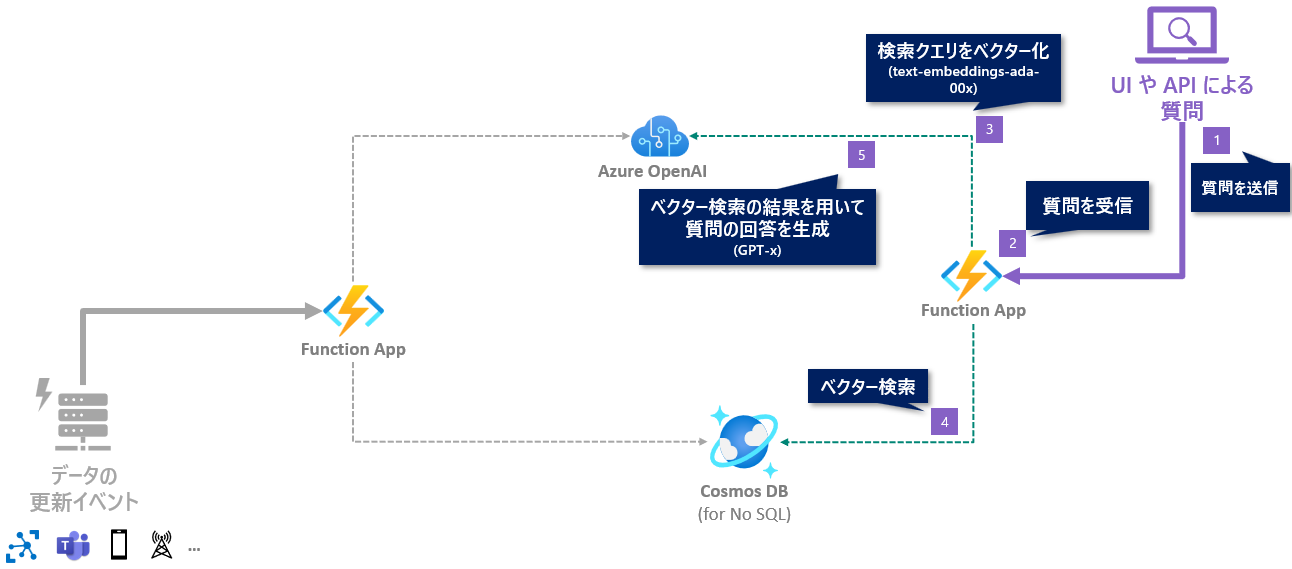 検索クエリをベクター化
(text-embeddings-ada-
00x)
UI や API による
質問
3
1
5
Azure OpenAI
質問を送信
ベクター検索の結果を用いて
質問の回答を生成
(GPT-x)
質問を受信
2
Function App
Function App
ベクター検索
4
データの
更新イベント
Cosmos DB
(for No SQL)
T
...